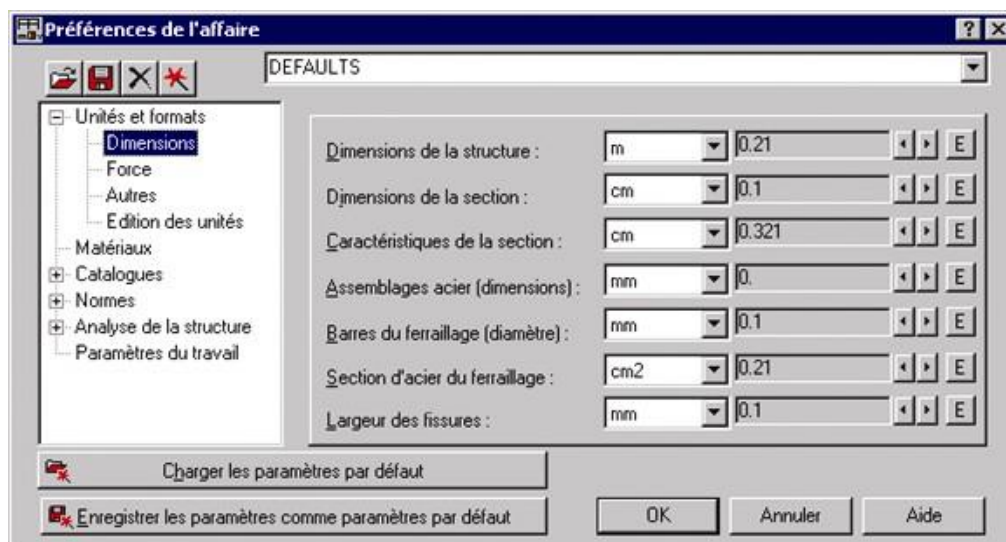 Préférences de l'affaire
DEFAULTS
Unités et formats
Dimensions
Force
Autres
Edition des unités
Matériaux
Catalogues
Normes
Analyse de la structure
Paramètres du travail
Dimensions de la structure : m 0.21 E
Dimensions de la section : cm 0.1 E
Caractéristiques de la section : cm 0.321 E
Assemblages acier (dimensions) : mm 0. E
Barres du ferraillage (diamètre) : mm 0.1 E
Section d'acier du ferraillage : cm2 0.21 E
Largeur des fissures : mm 0.1 E
Charger les paramètres par défaut
Enregistrer les paramètres comme paramètres par défaut
OK Annuler Aide